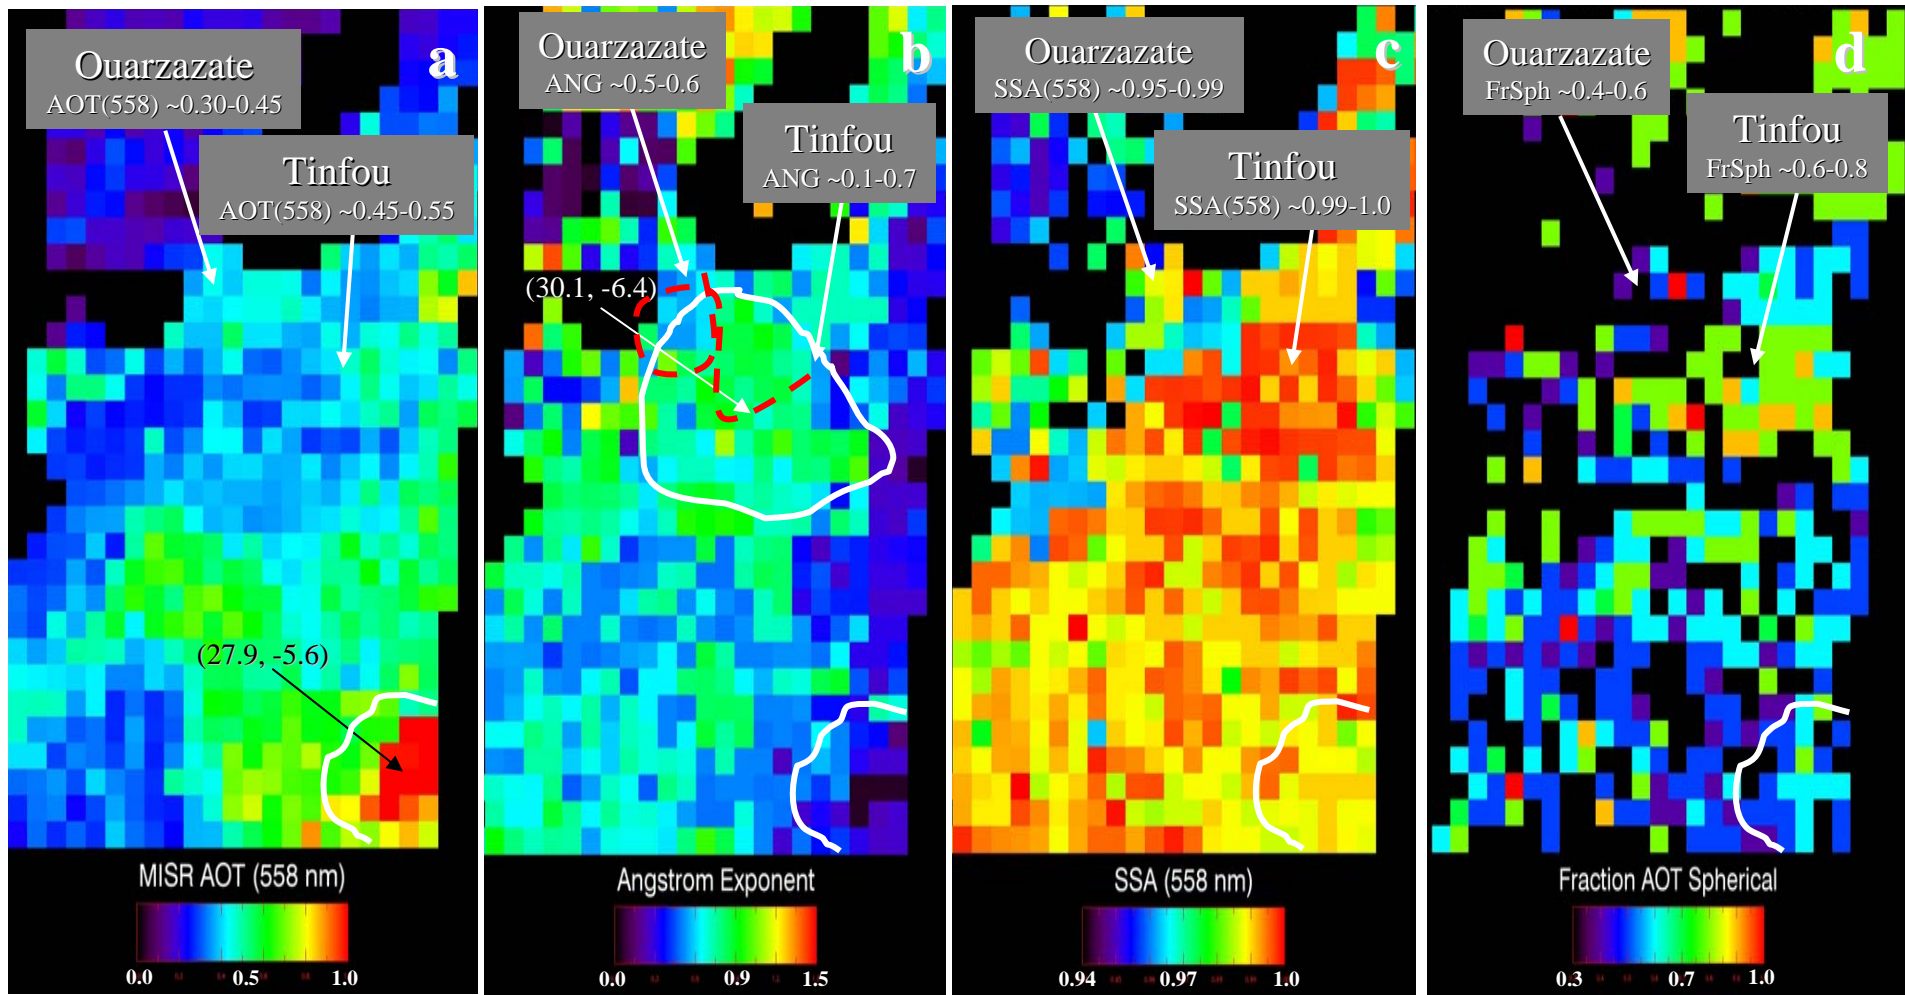 a
Ouarzazate
AOT(558) ~0.30-0.45
Tinfou
AOT(558) ~0.45-0.55
(27.9, -5.6)
MISR AOT (558 nm)
0.0 0.5 1.0
b
Ouarzazate
ANG ~0.5-0.6
Tinfou
ANG ~0.1-0.7
(30.1, -6.4)
Angstrom Exponent
0.0 0.9 1.5
c
Ouarzazate
SSA(558) ~0.95-0.99
Tinfou
SSA(558) ~0.99-1.0
SSA (558 nm)
0.94 0.97 1.0
d
Ouarzazate
FrSph ~0.4-0.6
Tinfou
FrSph ~0.6-0.8
Fraction AOT Spherical
0.3 0.7 1.0